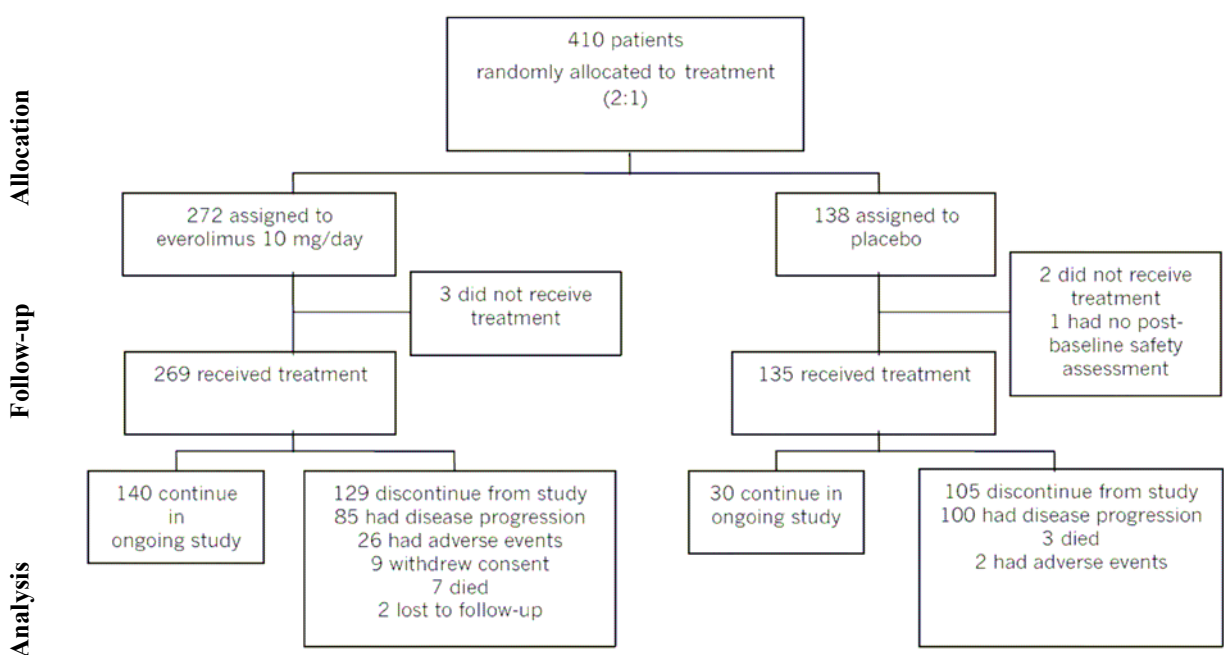 410 patients
randomly allocated to treatment
(2:1)
Allocation
272 assigned to
everolimus 10 mg/day
138 assigned to
placebo
3 did not receive
treatment
2 did not receive
treatment
1 had no post-
baseline safety
assessment
Follow-up
269 received treatment
135 received treatment
140 continue
in
ongoing study
129 discontinue from study
85 had disease progression
26 had adverse events
9 withdrew consent
7 died
2 lost to follow-up
30 continue in
ongoing study
105 discontinue from study
100 had disease progression
3 died
2 had adverse events
Analysis